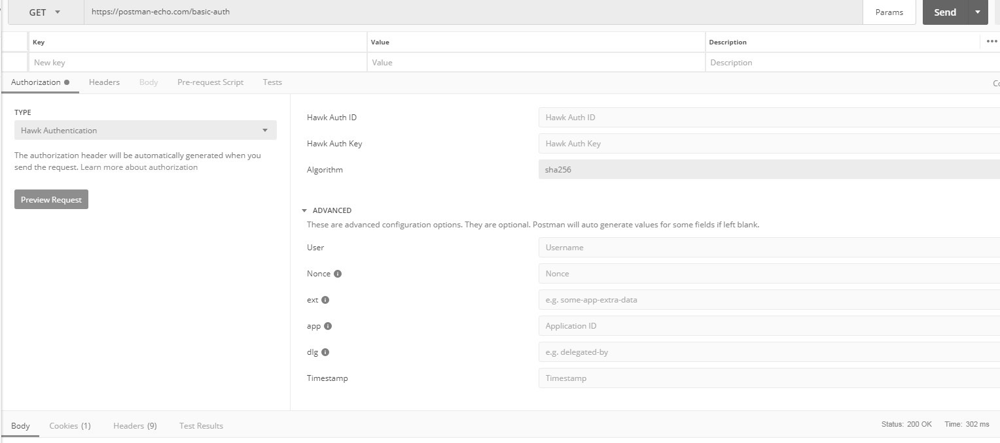 GET https://postman-echo.com/basic-auth Params Send
Key Value Description
New key Value Description
Authorization Headers Body Pre-request Script Tests
TYPE
Hawk Authentication
The authorization header will be automatically generated when you
send the request. Learn more about authorization
Preview Request
Hawk Auth ID Hawk Auth ID
Hawk Auth Key Hawk Auth Key
Algorithm sha256
ADVANCED
These are advanced configuration options. They are optional. Postman will auto generate values for some fields if left blank.
User Username
Nonce Nonce
ext e.g. some-app-extra-data
app Application ID
dlg e.g. delegated-by
Timestamp Timestamp
Body Cookies (1) Headers (9) Test Results Status: 200 OK Time: 302 ms